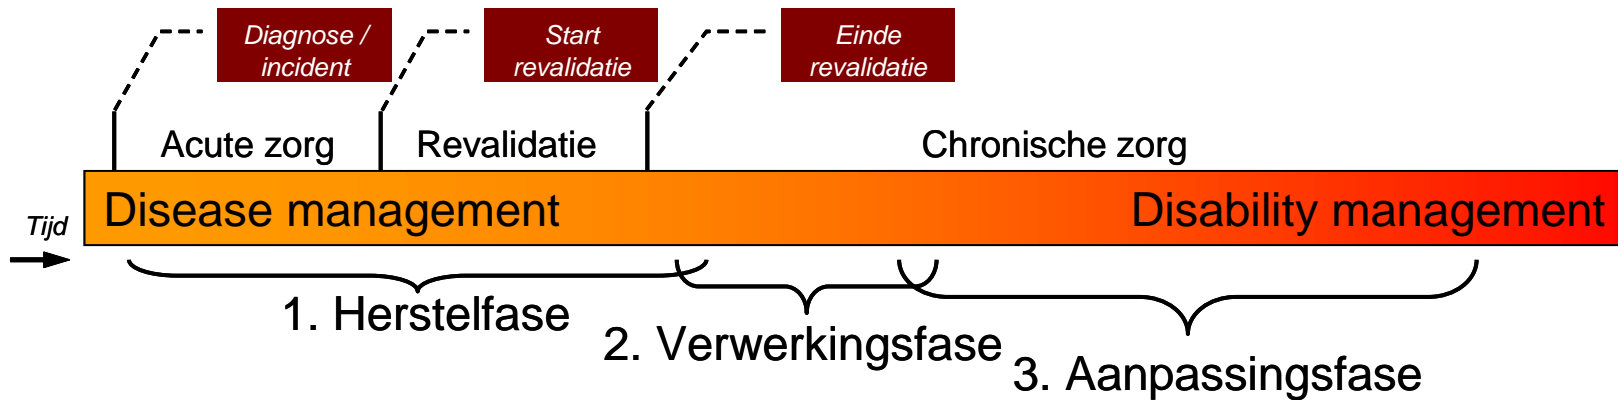 Diagnose /
incident
Start
revalidatie
Einde
revalidatie
Acute zorg
Revalidatie
Chronische zorg
Tijd
Disease management
Disability management
1. Herstelfase
2. Verwerkingsfase
3. Aanpassingsfase